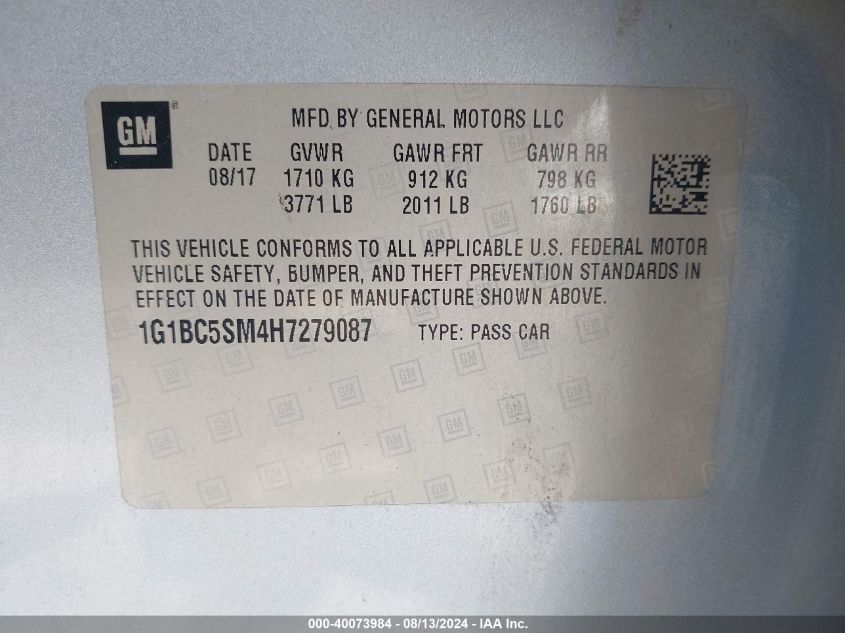 GM ®
MFD BY GENERAL MOTORS LLC
DATE GVWR GAWR FRT GAWR RR
08/17 1710 KG 912 KG 798 KG
3771 LB 2011 LB 1760 LB
THIS VEHICLE CONFORMS TO ALL APPLICABLE U.S. FEDERAL MOTOR
VEHICLE SAFETY, BUMPER, AND THEFT PREVENTION STANDARDS IN
EFFECT ON THE DATE OF MANUFACTURE SHOWN ABOVE.
1G1BC5SM4H7279087 TYPE: PASS CAR
000-40073984 - 08/13/2024 - IAA Inc.